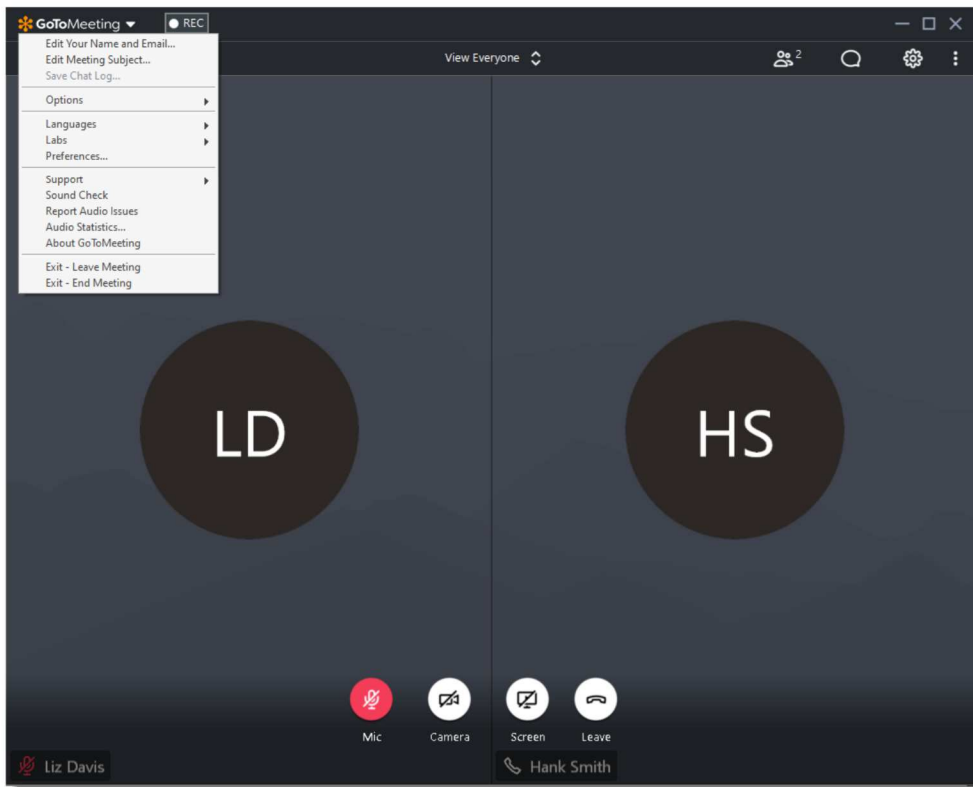 GoToMeeting REC
Edit Your Name and Email...
Edit Meeting Subject...
Save Chat Log...
Options
Languages
Labs
Preferences...
Support
Sound Check
Report Audio Issues
Audio Statistics...
About GoToMeeting
Exit - Leave Meeting
Exit - End Meeting
View Everyone 2
LD HS
Mic Camera Screen Leave
Liz Davis Hank Smith